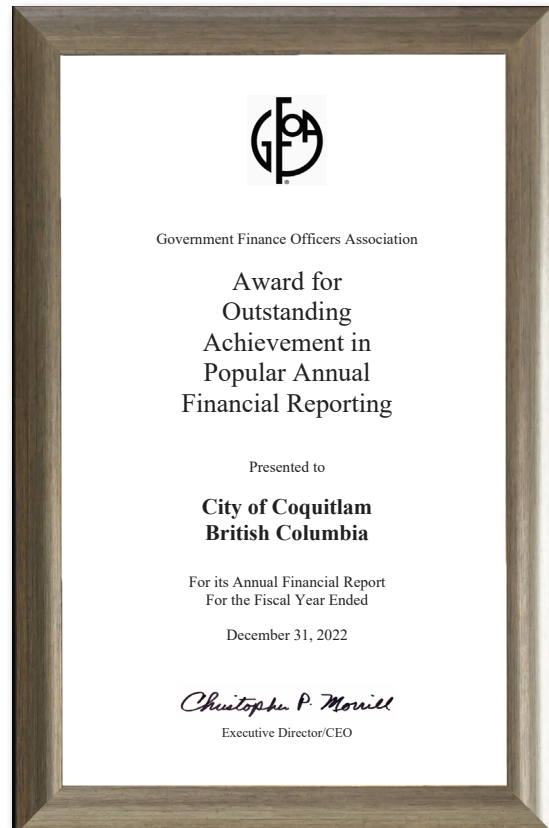 GFOA
®
Government Finance Officers Association
Award for
Outstanding
Achievement in
Popular Annual
Financial Reporting
Presented to
City of Coquitlam
British Columbia
For its Annual Financial Report
For the Fiscal Year Ended
December 31, 2022
Christopher P. Morrill
Executive Director/CEO